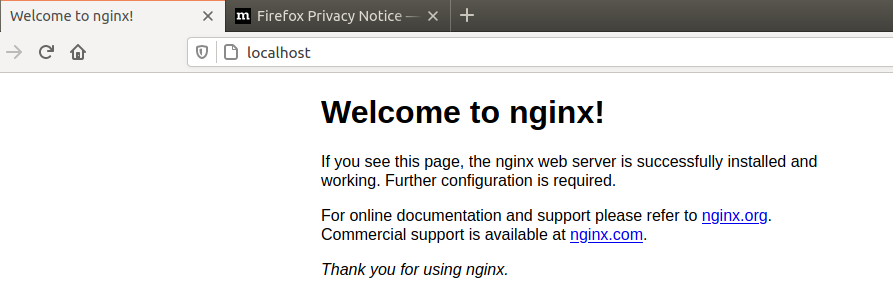 Welcome to nginx!
m Firefox Privacy Notice —
localhost
Welcome to nginx!
If you see this page, the nginx web server is successfully installed and
working. Further configuration is required.
For online documentation and support please refer to nginx.org.
Commercial support is available at nginx.com.
Thank you for using nginx.